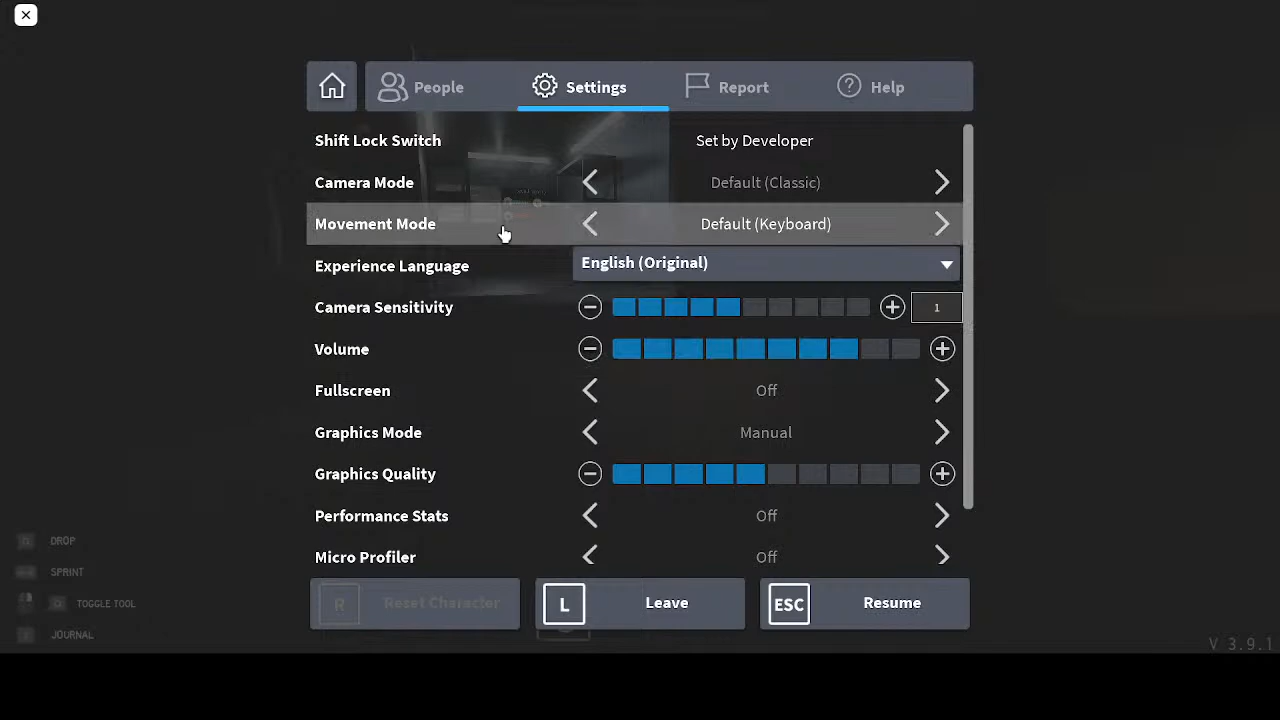 People
Settings
Report
Help
Shift Lock Switch
Set by Developer
Camera Mode
Default (Classic)
Movement Mode
Default (Keyboard)
Experience Language
English (Original)
Camera Sensitivity
1
Volume
Fullscreen
Off
Graphics Mode
Manual
Graphics Quality
Performance Stats
Off
Micro Profiler
Off
R
Reset Character
L
Leave
ESC
Resume
DROP
SPRINT
TOGGLE TOOL
JOURNAL
V 3.9.1